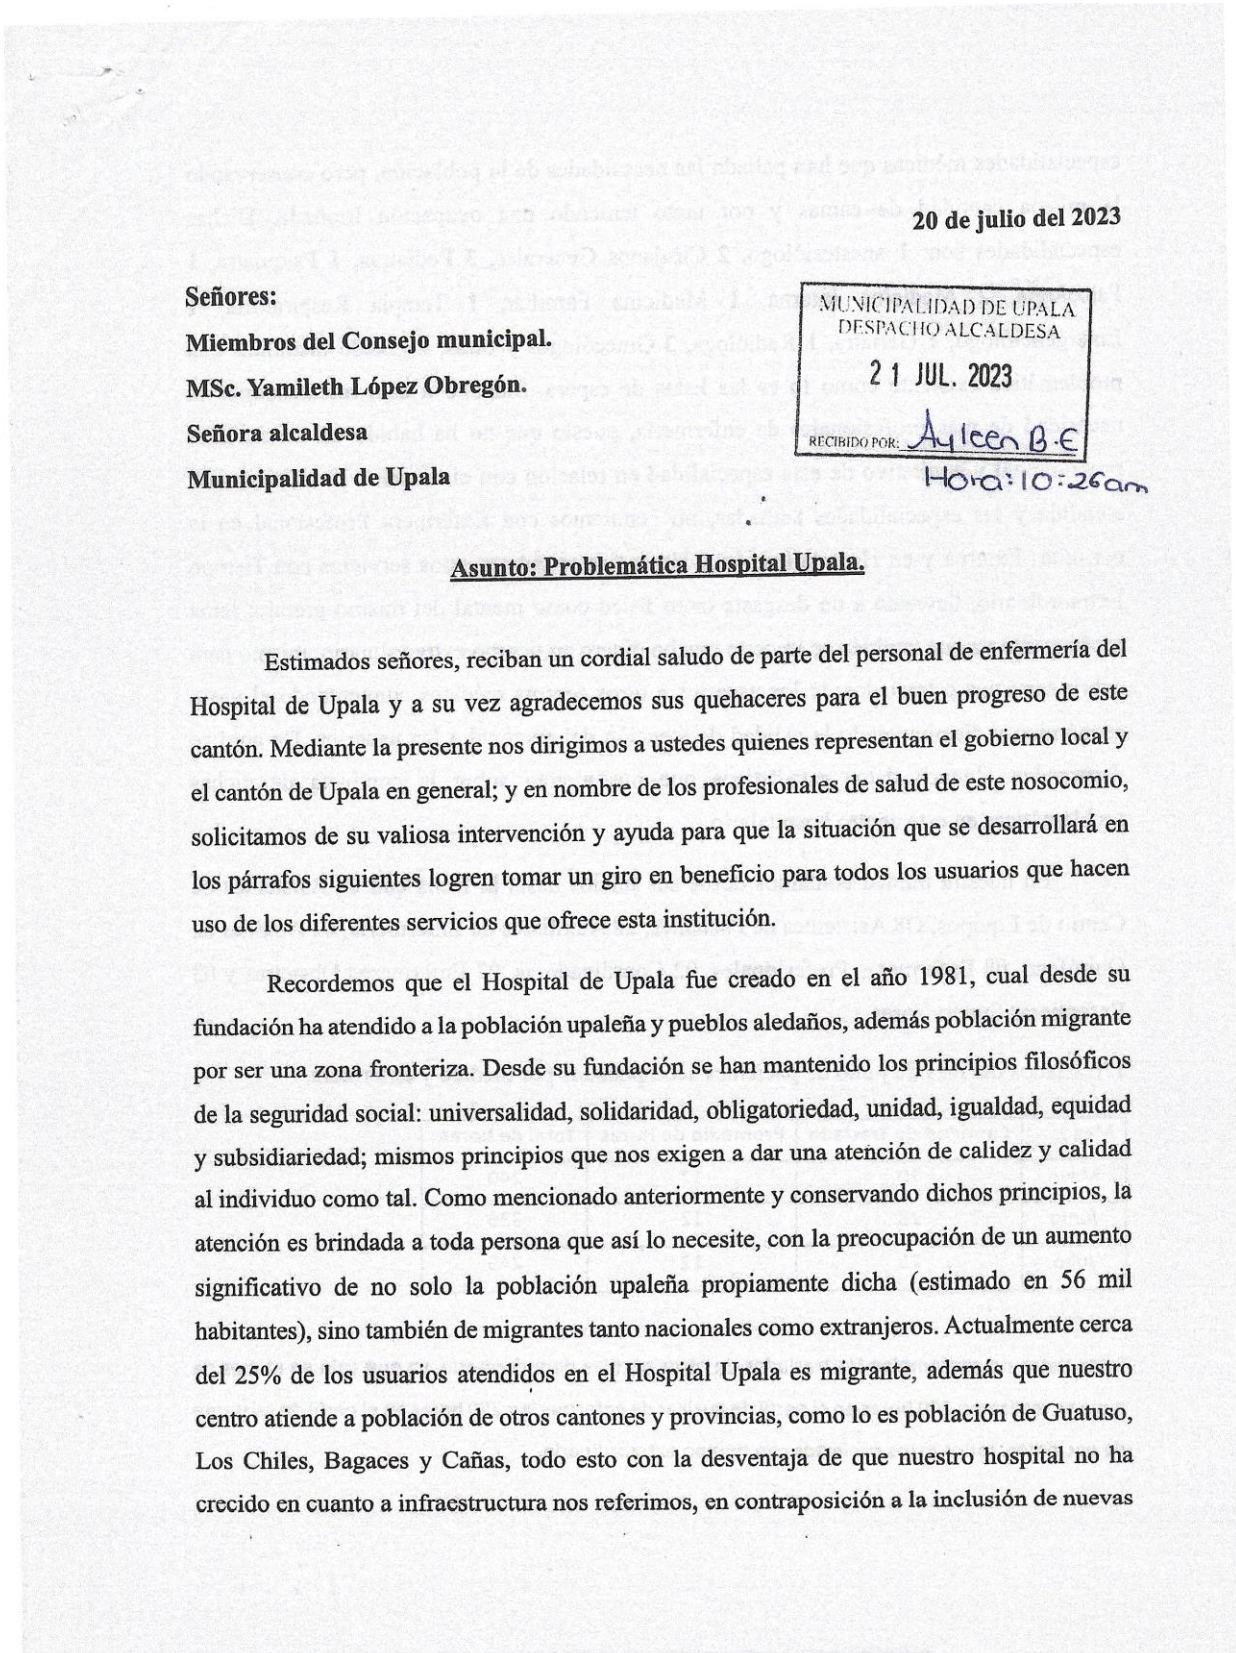 20 de julio del 2023
Señores:
Miembros del Consejo municipal.
MSc. Yamileth López Obregón.
Señora alcaldesa
Municipalidad de Upala
MUNICIPALIDAD DE UPALA
DESPACHO ALCALDESA
21 JUL. 2023
RECIBIDO POR: Ayleen B.E
Hora: 10:26am
Asunto: Problemática Hospital Upala.
Estimados señores, reciban un cordial saludo de parte del personal de enfermería del
Hospital de Upala y a su vez agradecemos sus quehaceres para el buen progreso de este
cantón. Mediante la presente nos dirigimos a ustedes quienes representan el gobierno local y
el cantón de Upala en general; y en nombre de los profesionales de salud de este nosocomio,
solicitamos de su valiosa intervención y ayuda para que la situación que se desarrollará en
los párrafos siguientes logren tomar un giro en beneficio para todos los usuarios que hacen
uso de los diferentes servicios que ofrece esta institución.
Recordemos que el Hospital de Upala fue creado en el año 1981, cual desde su
fundación ha atendido a la población upaleña y pueblos aledaños, además población migrante
por ser una zona fronteriza. Desde su fundación se han mantenido los principios filosóficos
de la seguridad social: universalidad, solidaridad, obligatoriedad, unidad, igualdad, equidad
y subsidiariedad; mismos principios que nos exigen a dar una atención de calidez y calidad
al individuo como tal. Como mencionado anteriormente y conservando dichos principios, la
atención es brindada a toda persona que así lo necesite, con la preocupación de un aumento
significativo de no solo la población upaleña propiamente dicha (estimado en 56 mil
habitantes), sino también de migrantes tanto nacionales como extranjeros. Actualmente cerca
del 25% de los usuarios atendidos en el Hospital Upala es migrante, además que nuestro
centro atiende a población de otros cantones y provincias, como lo es población de Guatuso,
Los Chiles, Bagaces y Cañas, todo esto con la desventaja de que nuestro hospital no ha
crecido en cuanto a infraestructura nos referimos, en contraposición a la inclusión de nuevas